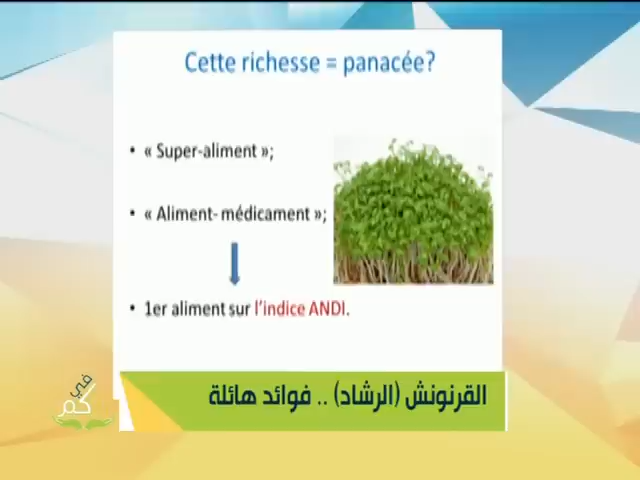 Cette richesse = panacée?
• « Super-aliment »;
• « Aliment- médicament »;
• 1er aliment sur l'indice ANDI.
القرنونش (الرشاد) .. فوائد هائلة
في
كم